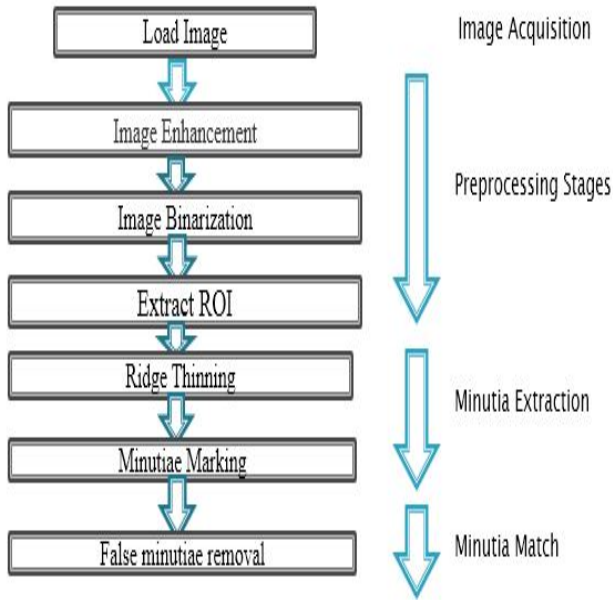 Load Image
Image Acquisition
Image Enhancement
Preprocessing Stages
Image Binarization
Extract ROI
Ridge Thinning
Minutia Extraction
Minutiae Marking
False minutiae removal
Minutia Match